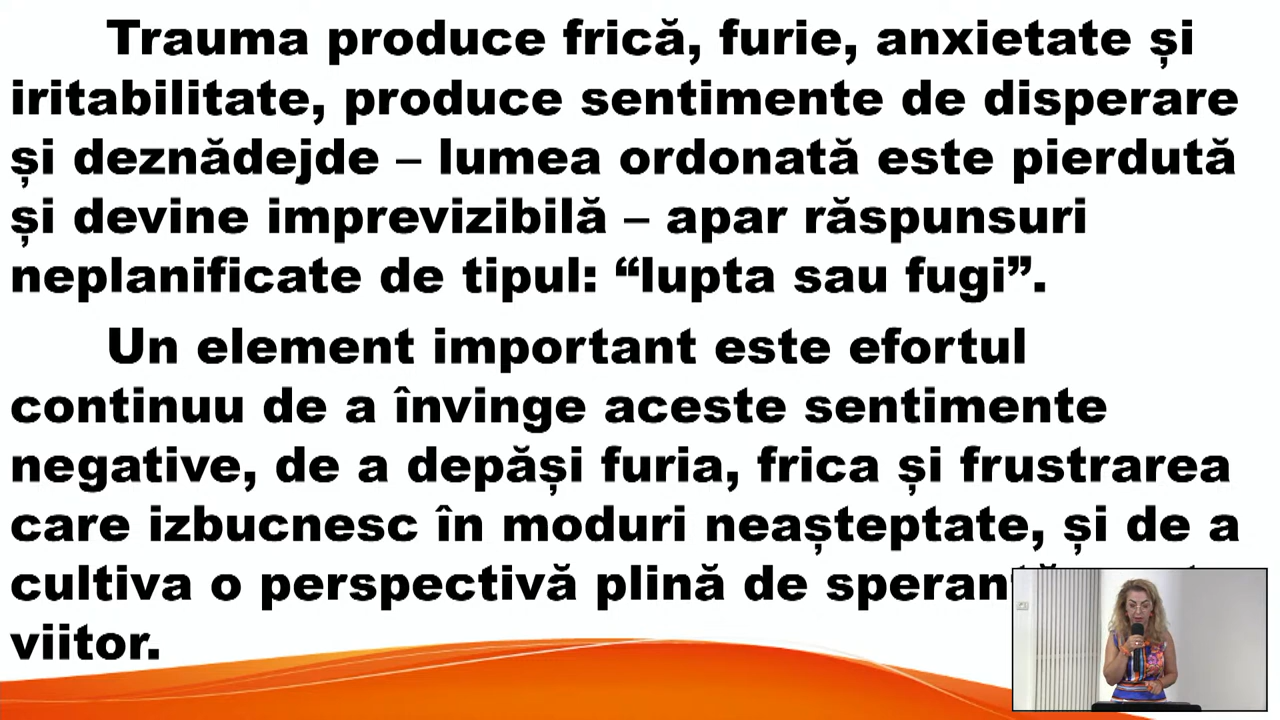 Trauma produce frică, furie, anxietate și
iritabilitate, produce sentimente de disperare
și deznădejde – lumea ordonată este pierdută
și devine imprevizibilă – apar răspunsuri
neplanificate de tipul: “lupta sau fugi”.
Un element important este efortul
continuu de a învinge aceste sentimente
negative, de a depăși furia, frica și frustrarea
care izbucnesc în moduri neașteptate, și de a
cultiva o perspectivă plină de
viitor.